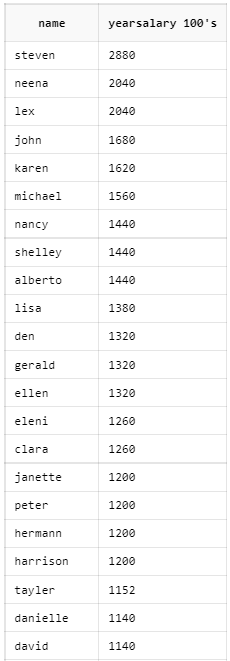 name yearsalary 100's
steven 2880
neena 2040
lex 2040
john 1680
karen 1620
michael 1560
nancy 1440
shelley 1440
alberto 1440
lisa 1380
den 1320
gerald 1320
ellen 1320
eleni 1260
clara 1260
janette 1200
peter 1200
hermann 1200
harrison 1200
tayler 1152
danielle 1140
david 1140